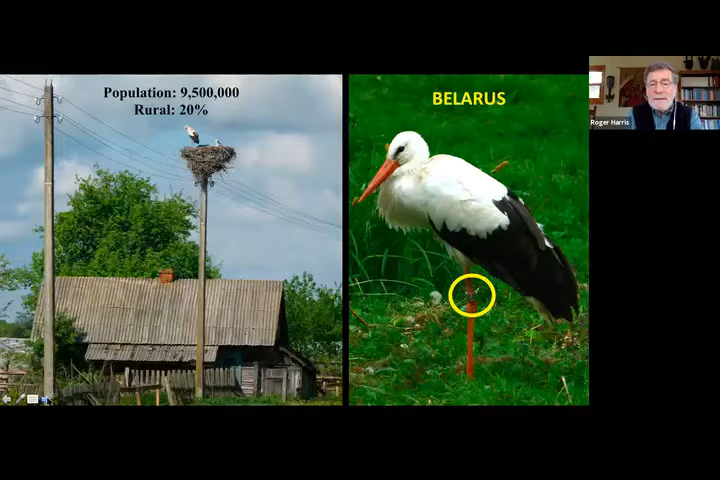 Population: 9,500,000
Rural: 20%
BELARUS
Roger Harris